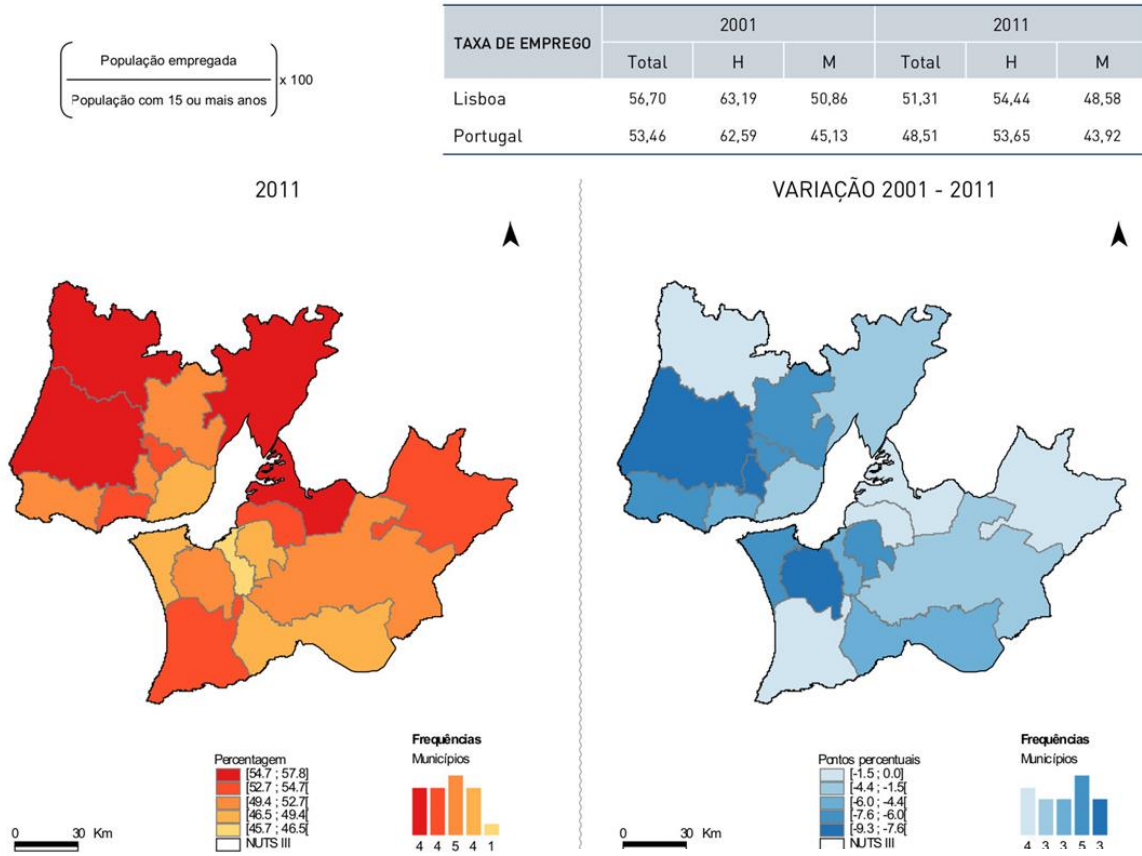 População empregada
População com 15 ou mais anos
x 100
TAXA DE EMPREGO 2001 2011
Total H M Total H M
Lisboa 56,70 63,19 50,86 51,31 54,44 48,58
Portugal 53,46 62,59 45,13 48,51 53,65 43,92
2011
VARIAÇÃO 2001 - 2011
Percentagem
[54.7 ; 57.8]
[52.7 ; 54.7[
[49.4 ; 52.7[
[46.5 ; 49.4[
[45.7 ; 46.5[
NUTS III
Frequências
Municípios
4 4 5 4 1
0 30 Km
Pontos percentuais
[-1.5 ; 0.0]
[-4.4 ; -1.5[
[-6.0 ; -4.4[
[-7.6 ; -6.0[
[-9.3 ; -7.6[
NUTS III
Frequências
Municípios
4 3 3 5 3
0 30 Km